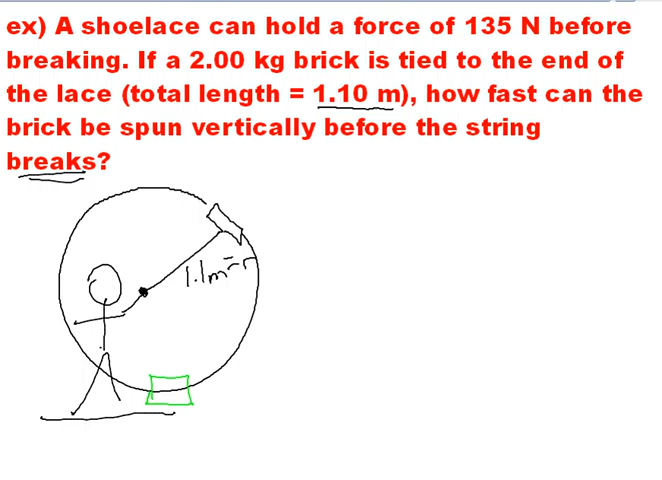 ex) A shoelace can hold a force of 135 N before
breaking. If a 2.00 kg brick is tied to the end of
the lace (total length = 1.10 m), how fast can the
brick be spun vertically before the string
breaks?
1.1m=r